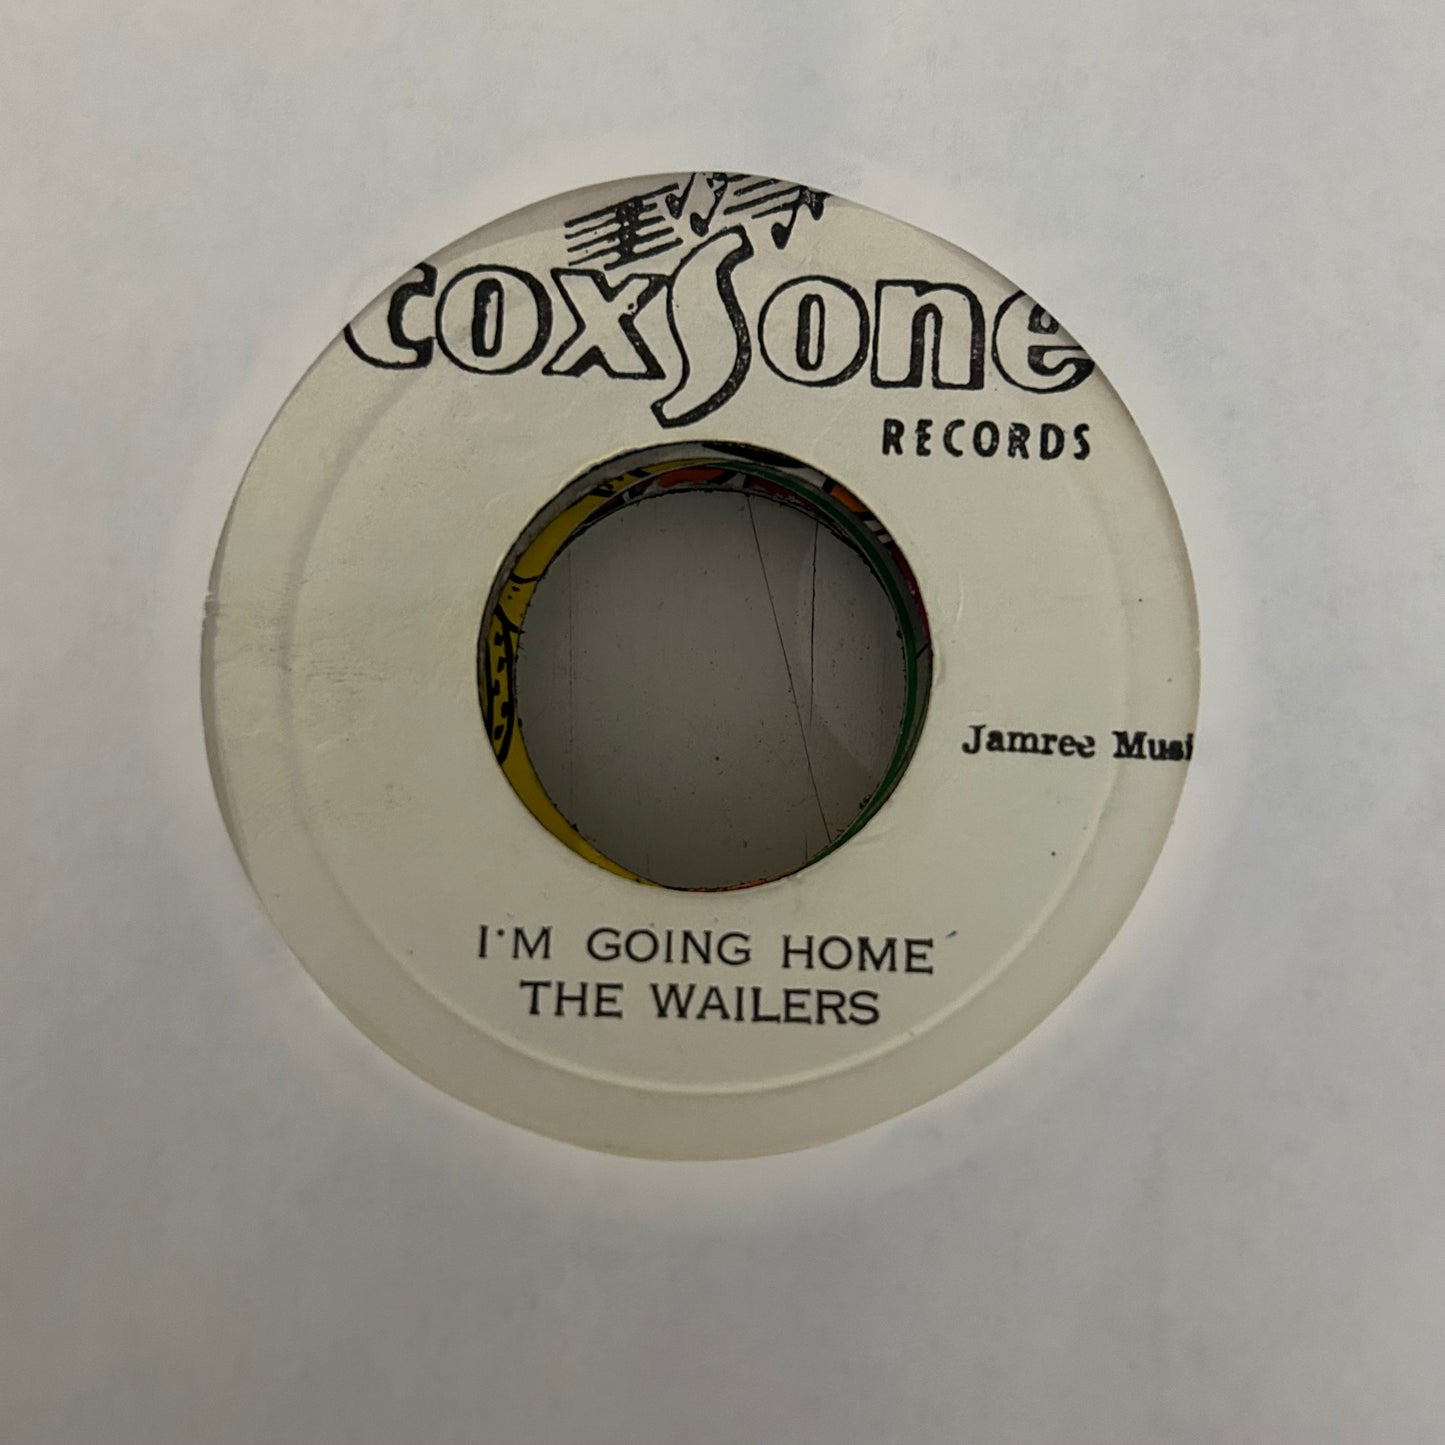 coxSone
RECORDS
Jamree Musi
I'M GOING HOME
THE WAILERS